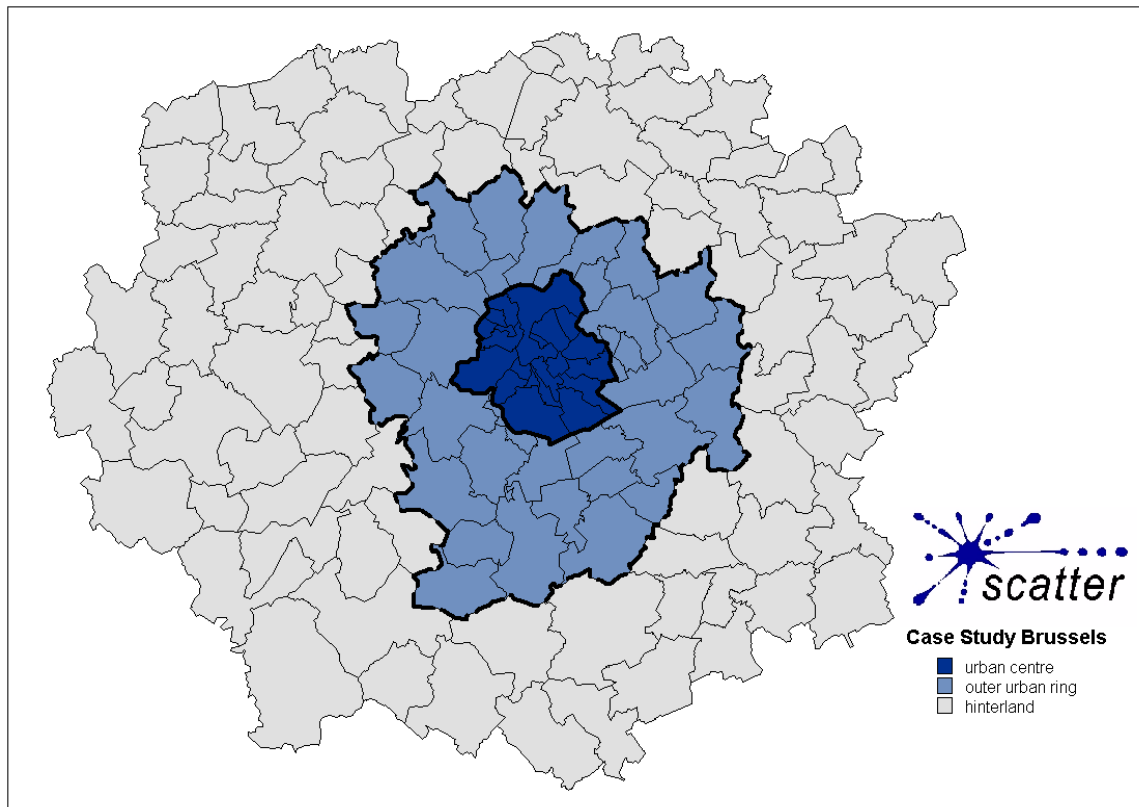 scatter
Case Study Brussels
urban centre
outer urban ring
hinterland